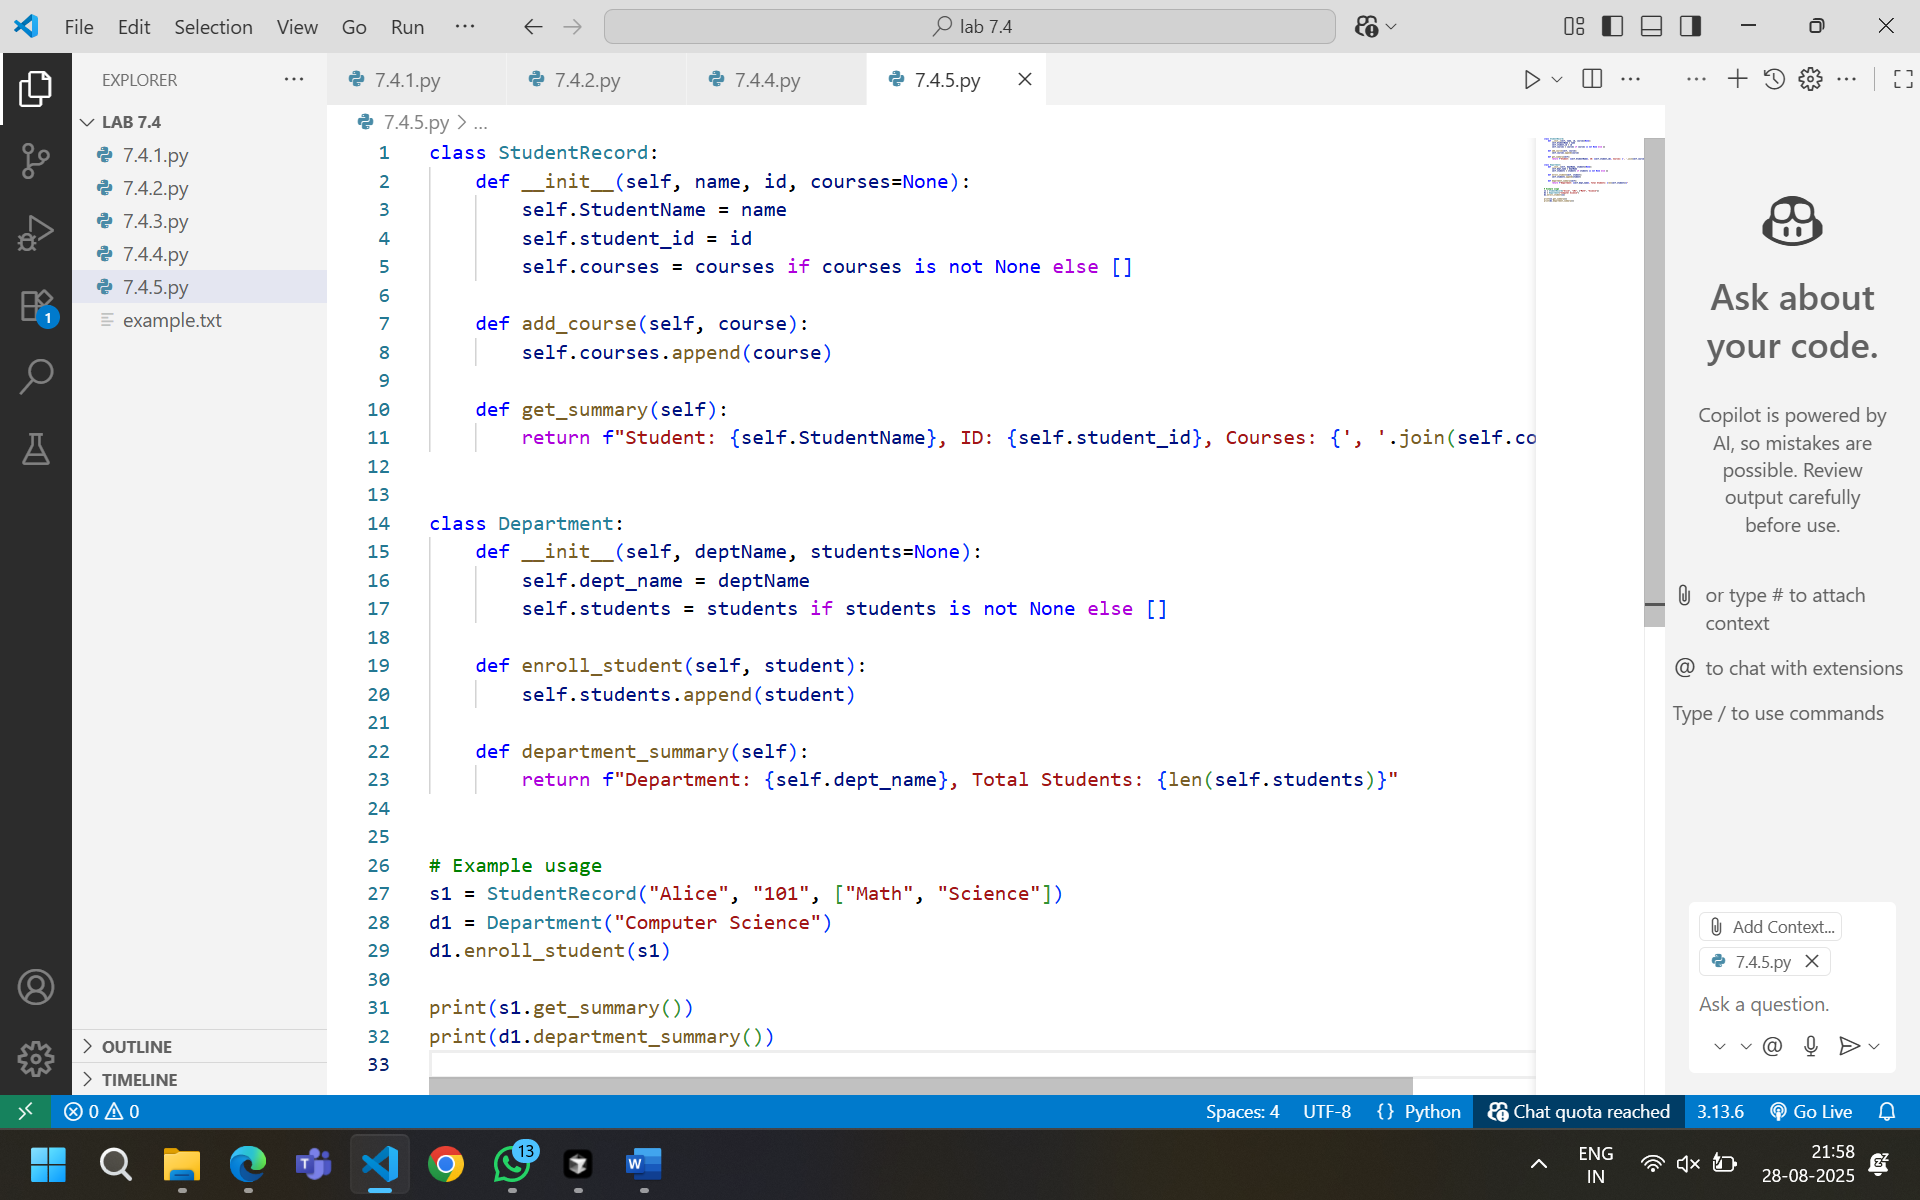 File Edit Selection View Go Run ··· lab 7.4
EXPLORER ···
LAB 7.4
7.4.1.py
7.4.2.py
7.4.3.py
7.4.4.py
7.4.5.py
example.txt
OUTLINE
TIMELINE
1
7.4.1.py 7.4.2.py 7.4.4.py 7.4.5.py
7.4.5.py > ...
1 class StudentRecord:
2     def __init__(self, name, id, courses=None):
3         self.StudentName = name
4         self.student_id = id
5         self.courses = courses if courses is not None else []
6
7     def add_course(self, course):
8         self.courses.append(course)
9
10     def get_summary(self):
11         return f"Student: {self.StudentName}, ID: {self.student_id}, Courses: {', '.join(self.co
12
13
14 class Department:
15     def __init__(self, deptName, students=None):
16         self.dept_name = deptName
17         self.students = students if students is not None else []
18
19     def enroll_student(self, student):
20         self.students.append(student)
21
22     def department_summary(self):
23         return f"Department: {self.dept_name}, Total Students: {len(self.students)}"
24
25
26 # Example usage
27 s1 = StudentRecord("Alice", "101", ["Math", "Science"])
28 d1 = Department("Computer Science")
29 d1.enroll_student(s1)
30
31 print(s1.get_summary())
32 print(d1.department_summary())
33
Ask about
your code.
Copilot is powered by
AI, so mistakes are
possible. Review
output carefully
before use.
or type # to attach
context
@ to chat with extensions
Type / to use commands
Add Context...
7.4.5.py
Ask a question.
@
0 0 Spaces: 4 UTF-8 {} Python Chat quota reached 3.13.6 Go Live
13
ENG
IN
21:58
28-08-2025